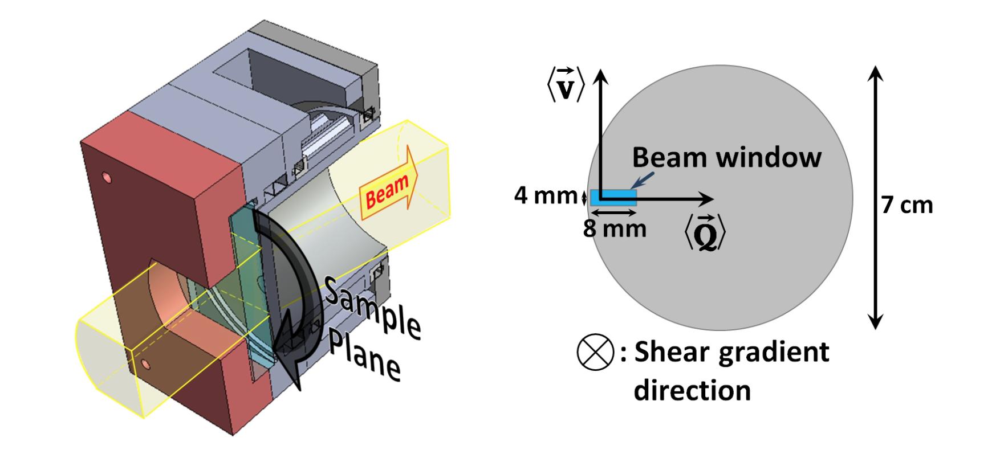 Beam
Sample
Plane
⟨v⃗⟩
Beam window
4 mm
8 mm
⟨Q⃗⟩
7 cm
: Shear gradient
direction